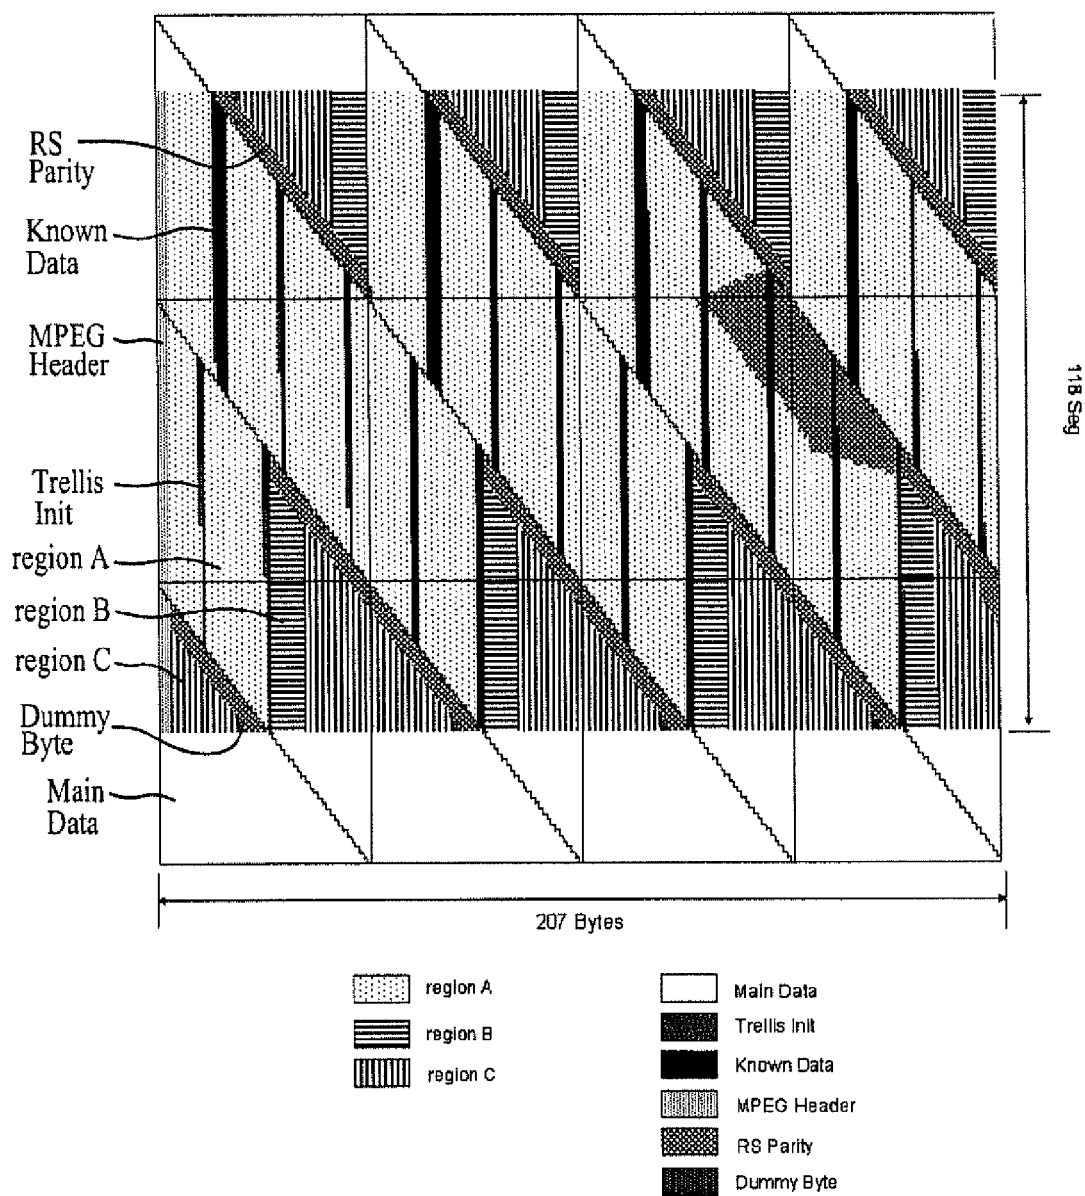 RS
Parity
Known
Data
MPEG
Header
Trellis
Init
region A
region B
region C
Dummy
Byte
Main
Data
118 Seg
207 Bytes
region A
region B
region C
Main Data
Trellis Init
Known Data
MPEG Header
RS Parity
Dummy Byte